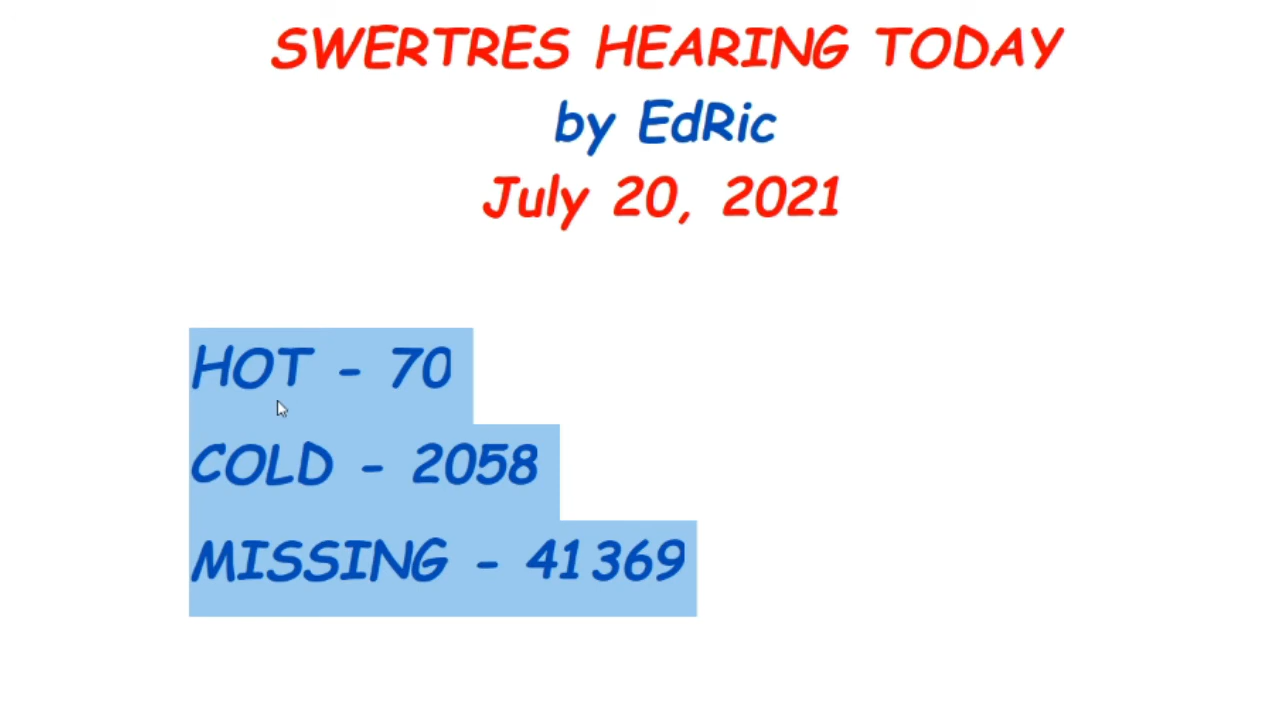 SWERTRES HEARING TODAY
by EdRic
July 20, 2021
HOT - 70
COLD - 2058
MISSING - 41369